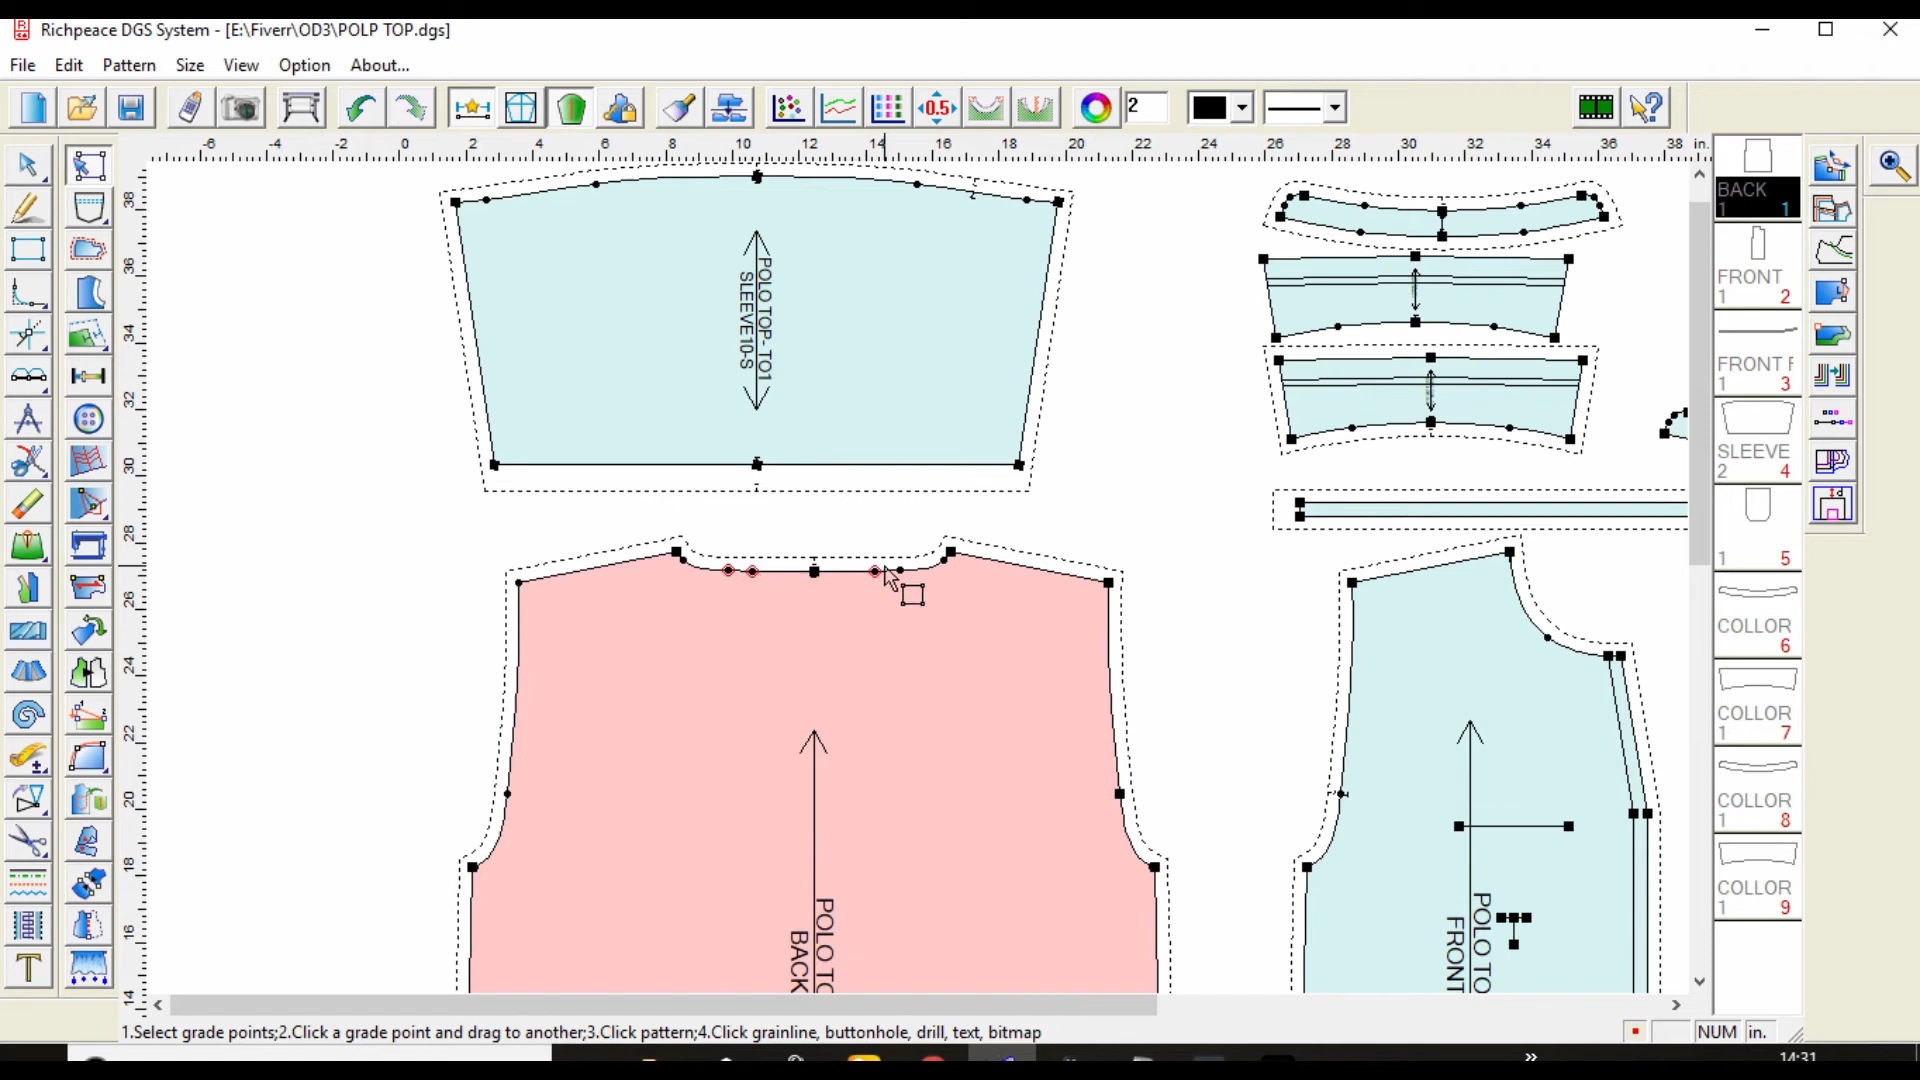 Richpeace DGS System - [E:\Fiverr\OD3\POLP TOP.dgs]
File Edit Pattern Size View Option About...
0.5 2
-6 -4 -2 0 2 4 6 8 10 12 14 16 18 20 22 24 26 28 30 32 34 36 38 in.
38
36
34
32
30
28
26
24
22
20
18
16
14
POLO TOP- TO1
SLEEVE10-S
POLO TO
BACK
POLO TO
FRONT
BACK
1 1
FRONT
1 2
FRONT F
1 3
SLEEVE
2 4
1 5
COLLOR
1 6
COLLOR
1 7
COLLOR
1 8
COLLOR
1 9
T
1.Select grade points;2.Click a grade point and drag to another;3.Click pattern;4.Click grainline, buttonhole, drill, text, bitmap
NUM in.
14:31